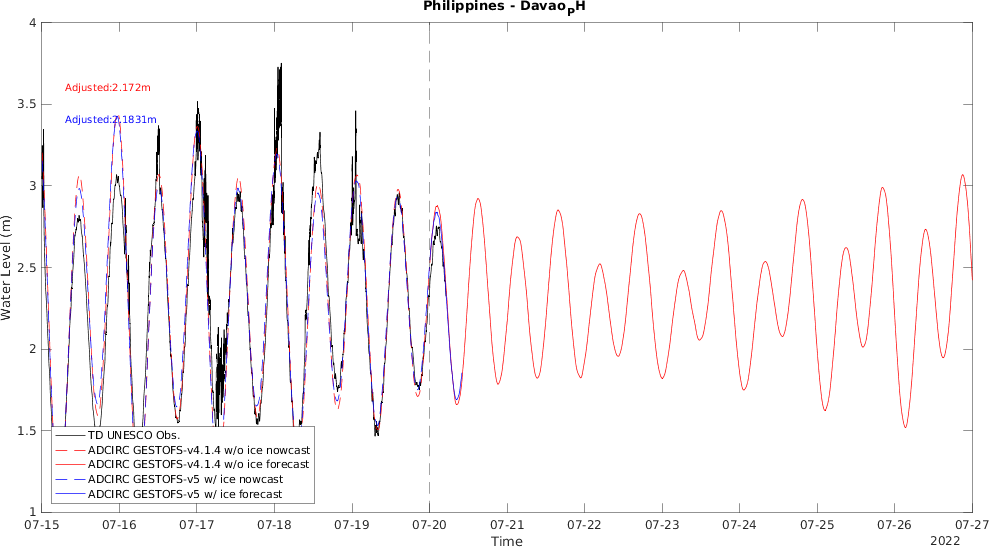 Philippines - DavaopH
4
3.5
3
2.5
2
1.5
1
Water Level (m)
Adjusted:2.172m
Adjusted:2.1831m
TD UNESCO Obs.
ADCIRC GESTOFS-v4.1.4 w/o ice nowcast
ADCIRC GESTOFS-v4.1.4 w/o ice forecast
ADCIRC GESTOFS-v5 w/ ice nowcast
ADCIRC GESTOFS-v5 w/ ice forecast
07-15 07-16 07-17 07-18 07-19 07-20 07-21 07-22 07-23 07-24 07-25 07-26 07-27
Time
2022